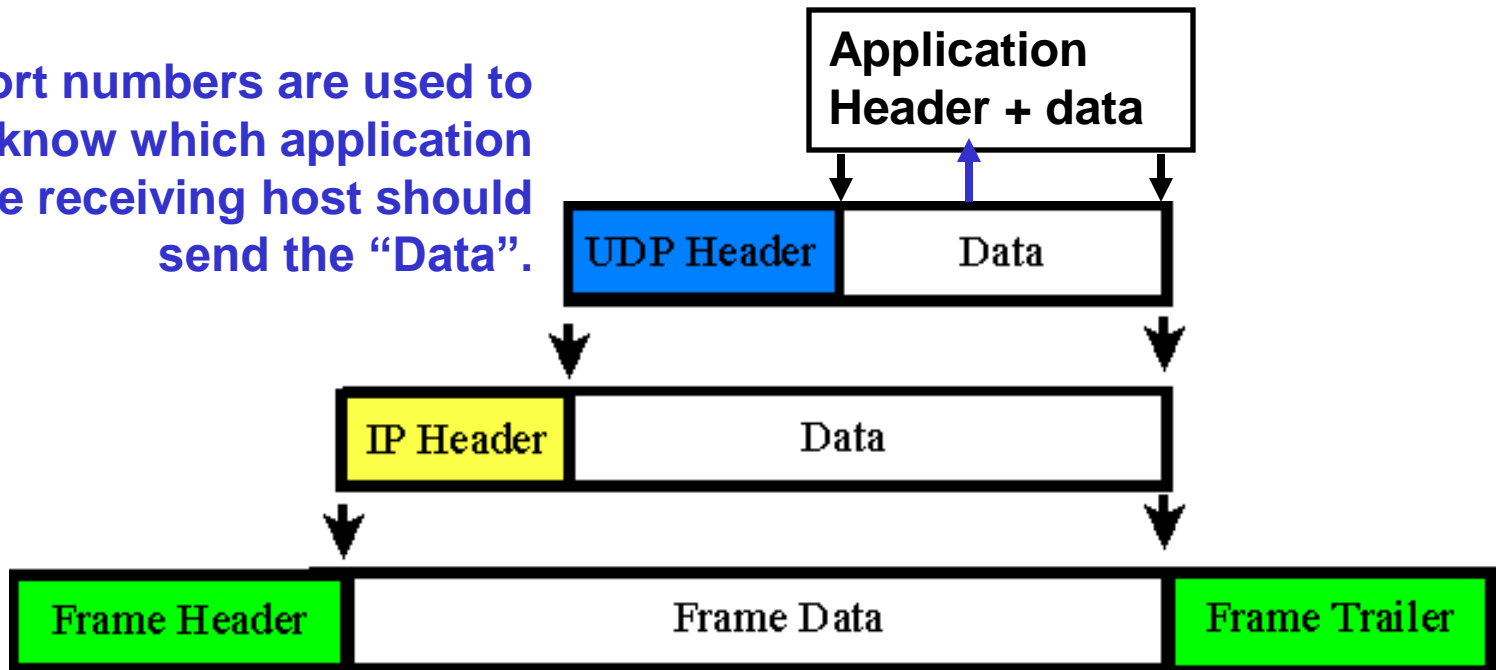 ort numbers are used to
know which application
e receiving host should
send the “Data”.
Application
Header + data
UDP Header
Data
IP Header
Data
Frame Header
Frame Data
Frame Trailer